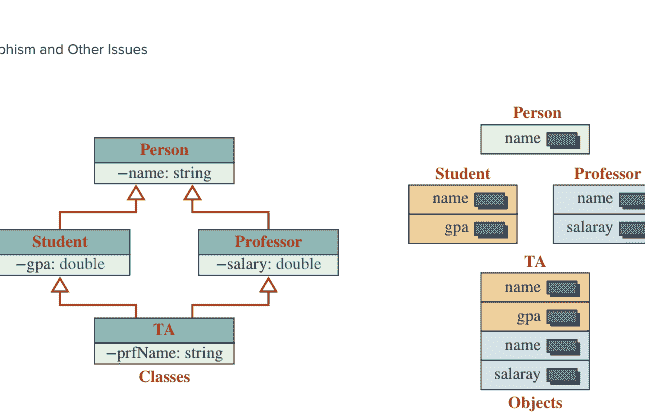 phism and Other Issues
Person
−name: string
Student
−gpa: double
Professor
−salary: double
TA
−prfName: string
Classes
Person
name
Student
name
gpa
Professor
name
salaray
TA
name
gpa
name
salaray
Objects